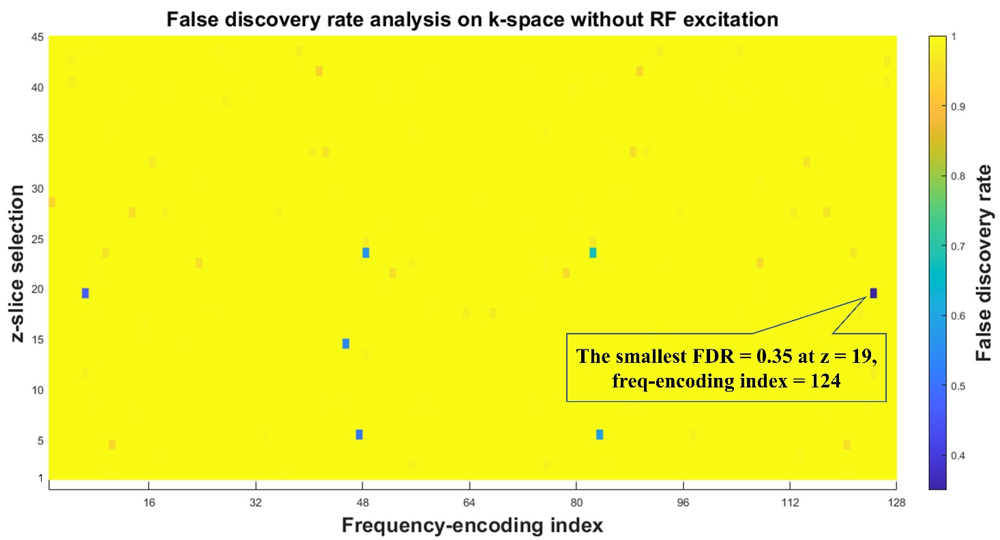 False discovery rate analysis on k-space without RF excitation
45
40
35
30
25
20
15
10
5
1
z-slice selection
16 32 48 64 80 96 112 128
Frequency-encoding index
The smallest FDR = 0.35 at z = 19,
freq-encoding index = 124
1
0.9
0.8
0.7
0.6
0.5
0.4
False discovery rate